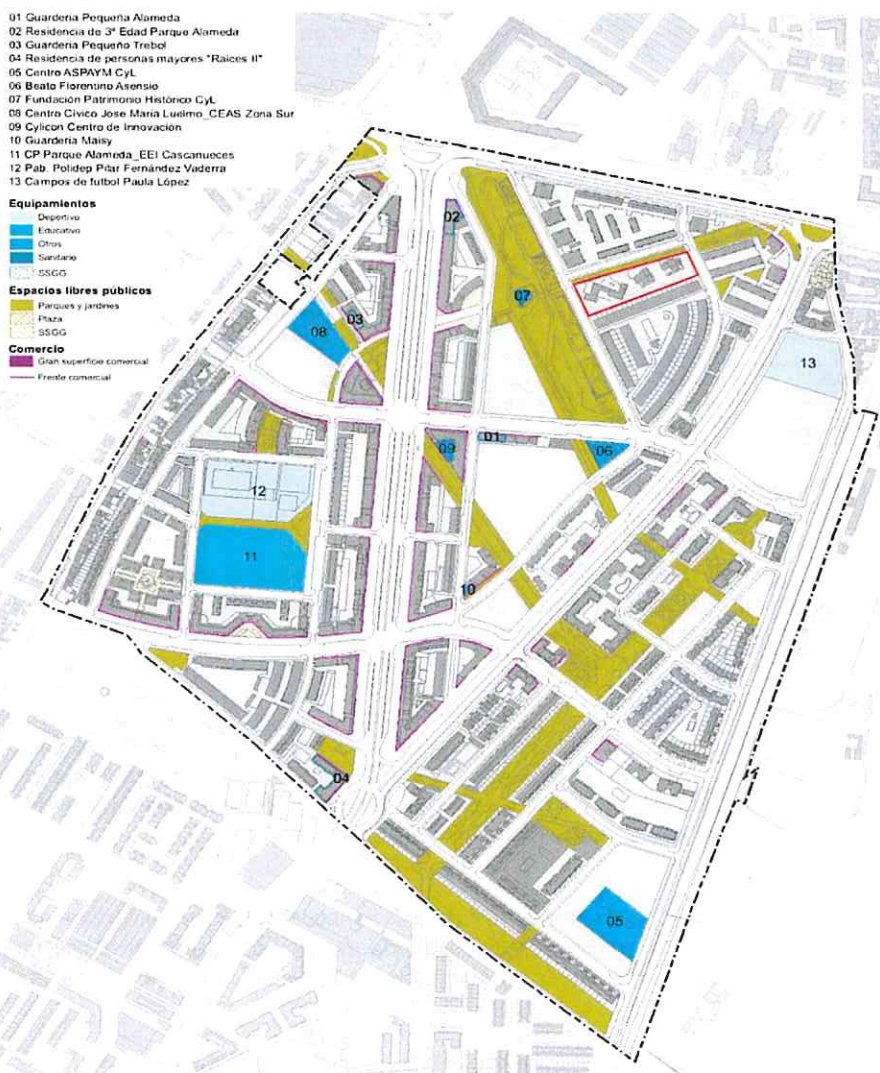 01 Guardería Pequeña Alameda
02 Residencia de 3ª Edad Parque Alameda
03 Guardería Pequeño Trebol
04 Residencia de personas mayores "Raices II"
05 Centro ASPAYM CyL
06 Beato Florentino Asensio
07 Fundación Patrimonio Histórico CyL
08 Centro Cívico Jose María Luelmo_CEAS Zona Sur
09 Cylicon Centro de Innovación
10 Guardería Maisy
11 CP Parque Alameda_EEI Cascanueces
12 Pab. Polidep Pilar Fernández Valderra
13 Campos de futbol Paula López
Equipamientos
Deportivo
Educativo
Otros
Sanitario
SSGG
Espacios libres públicos
Parques y jardines
Plaza
SSGG
Comercio
Gran superficie comercial
Frente comercial
02
07
03
08
13
01
09
06
12
11
10
04
05